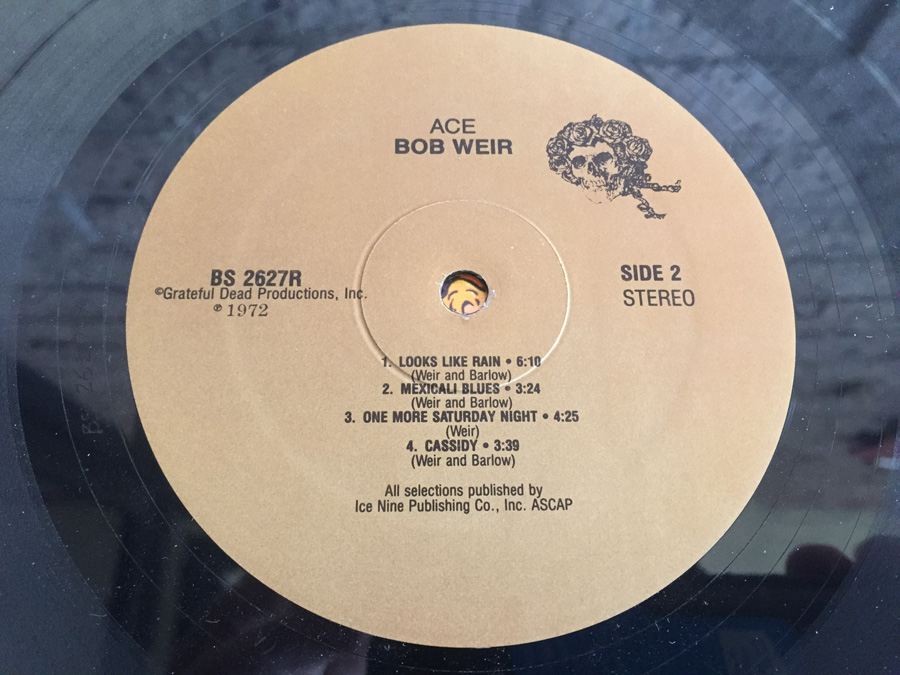 ACE
BOB WEIR
BS 2627R
©Grateful Dead Productions, Inc.
℗ 1972
SIDE 2
STEREO
1. LOOKS LIKE RAIN • 6:10
(Weir and Barlow)
2. MEXICALI BLUES • 3:24
(Weir and Barlow)
3. ONE MORE SATURDAY NIGHT • 4:25
(Weir)
4. CASSIDY • 3:39
(Weir and Barlow)
All selections published by
Ice Nine Publishing Co., Inc. ASCAP